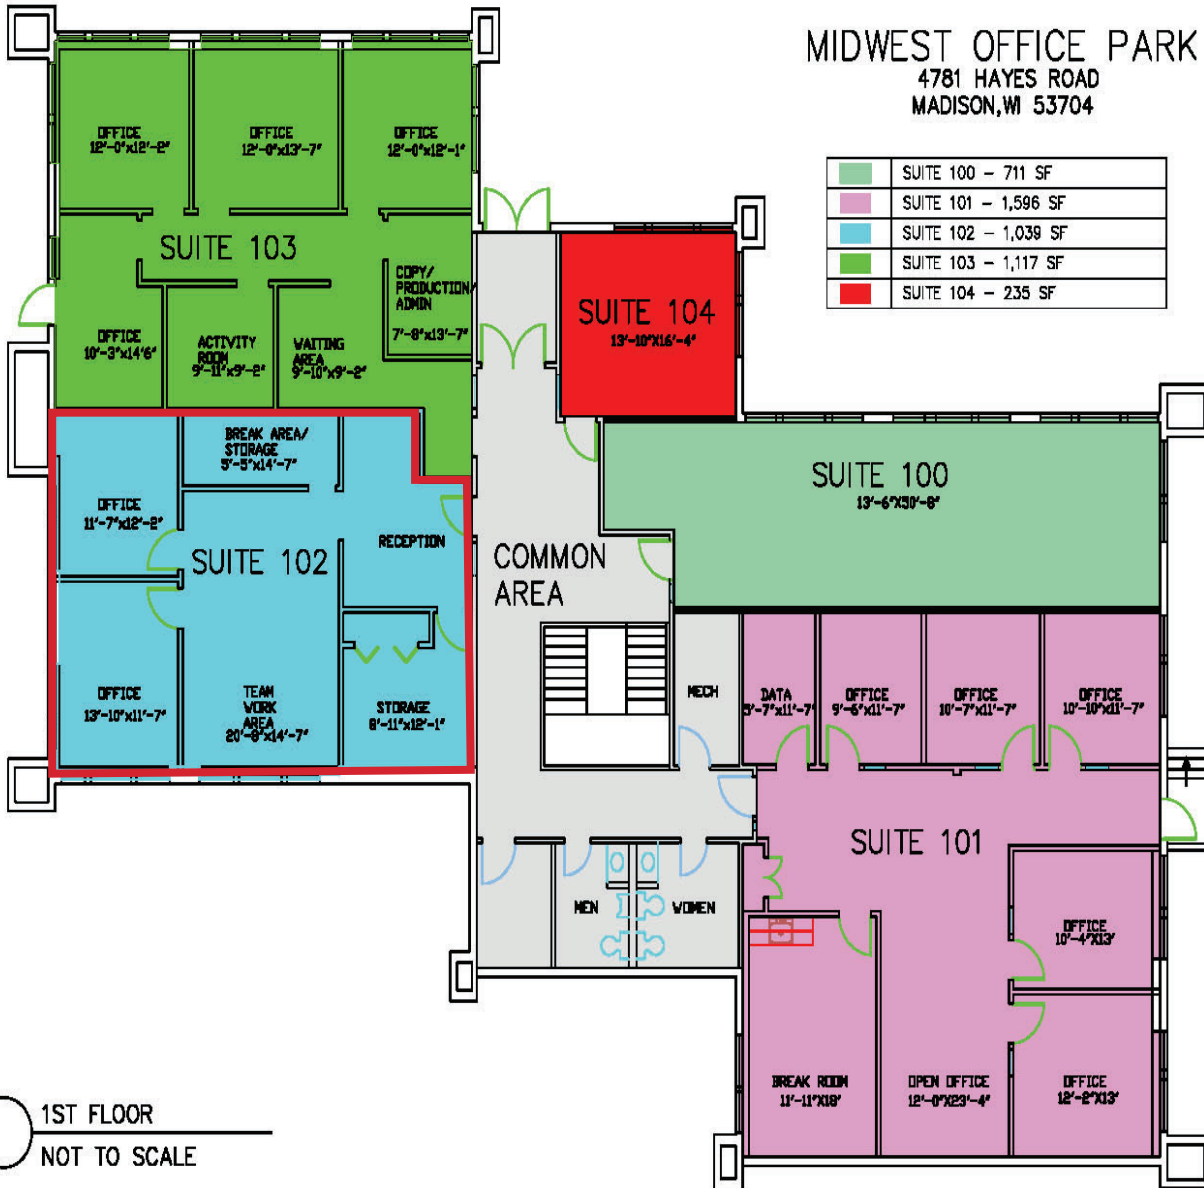 MIDWEST OFFICE PARK
4781 HAYES ROAD
MADISON,WI 53704
SUITE 100 - 711 SF
SUITE 101 - 1,596 SF
SUITE 102 - 1,039 SF
SUITE 103 - 1,117 SF
SUITE 104 - 235 SF
OFFICE
12'-0"x12'-2"
OFFICE
12'-0"x13'-7"
OFFICE
12'-0"x12'-1"
SUITE 103
COPY/
PRODUCTION/
ADMIN
7'-8"x13'-7"
OFFICE
10'-3"x14'6"
ACTIVITY
ROOM
9'-11"x9'-2"
WAITING
AREA
9'-10"x9'-2"
SUITE 104
13'-10"X16'-4"
BREAK AREA/
STORAGE
5'-5"x14'-7"
OFFICE
11'-7"x12'-2"
SUITE 102
RECEPTION
OFFICE
13'-10"x11'-7"
TEAM
WORK
AREA
20'-8"x14'-7"
STORAGE
8'-11"x12'-1"
COMMON
AREA
SUITE 100
13'-6"X50'-8"
MECH
DATA
5'-7"x11'-7"
OFFICE
9'-6"x11'-7"
OFFICE
10'-7"x11'-7"
OFFICE
10'-10"x11'-7"
SUITE 101
MEN
WOMEN
OFFICE
10'-4"X13'
BREAK ROOM
11'-11"X18'
OPEN OFFICE
12'-0"X23'-4"
OFFICE
12'-2"X13'
1ST FLOOR
NOT TO SCALE